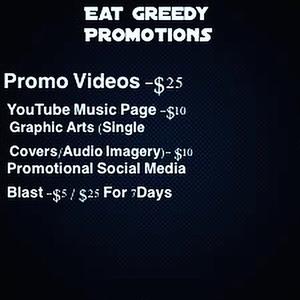 EAT GREEDY
PROMOTIONS
Promo Videos -$25
YouTube Music Page -$10
Graphic Arts (Single
Covers/Audio Imagery)- $10
Promotional Social Media
Blast -$5 / $25 For 7Days